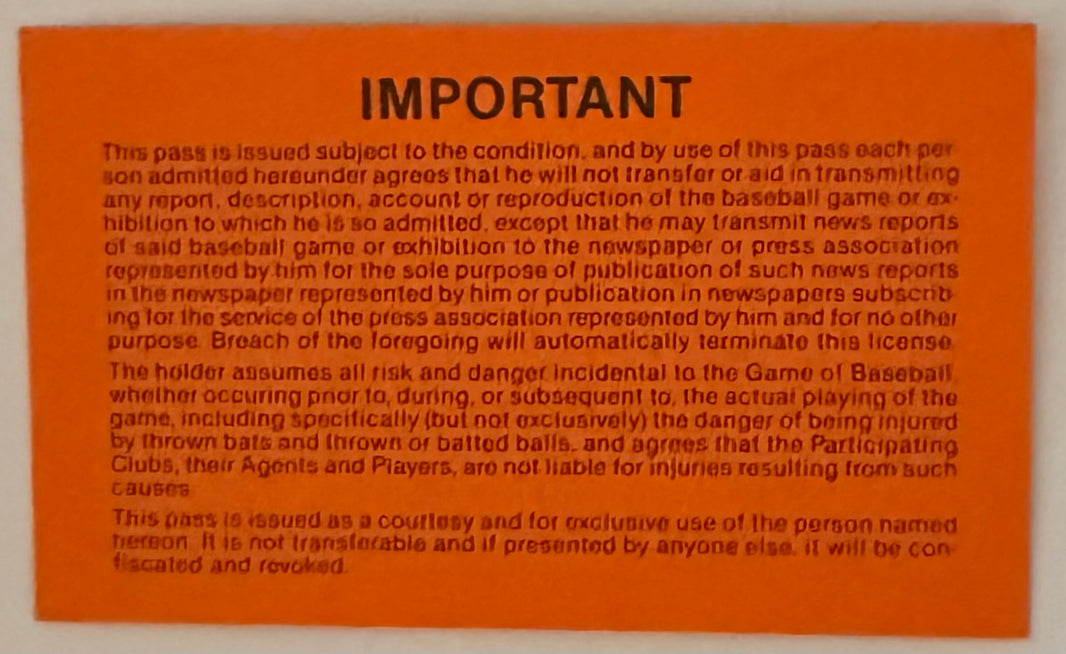 IMPORTANT
This pass is issued subject to the condition, and by use of this pass each per-
son admitted hereunder agrees that he will not transfer or aid in transmitting
any report, description, account or reproduction of the baseball game or ex-
hibition to which he is so admitted, except that he may transmit news reports
of said baseball game or exhibition to the newspaper or press association
represented by him for the sole purpose of publication of such news reports
in the newspaper represented by him or publication in newspapers subscrib-
ing for the service of the press association represented by him and for no other
purpose. Breach of the foregoing will automatically terminate this license.
The holder assumes all risk and danger incidental to the Game of Baseball,
whether occuring prior to, during, or subsequent to, the actual playing of the
game, including specifically (but not exclusively) the danger of being injured
by thrown bats and thrown or batted balls, and agrees that the Participating
Clubs, their Agents and Players, are not liable for injuries resulting from such
causes.
This pass is issued as a courtesy and for exclusive use of the person named
hereon. It is not transferable and if presented by anyone else, it will be con-
fiscated and revoked.